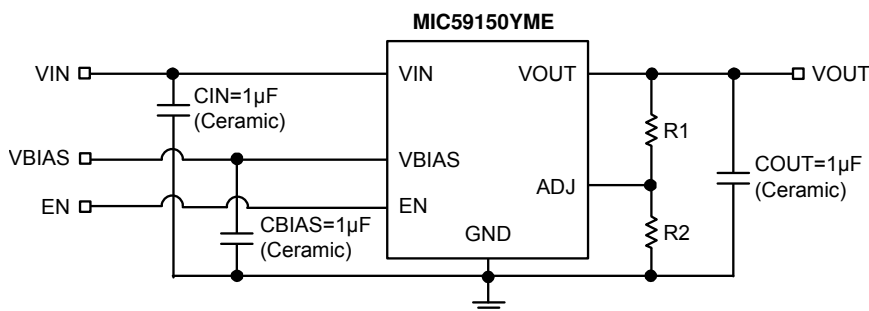 MIC59150YME
VIN
VIN
VOUT
VOUT
CIN=1µF
(Ceramic)
R1
VBIAS
VBIAS
COUT=1µF
(Ceramic)
ADJ
EN
EN
CBIAS=1µF
(Ceramic)
GND
R2